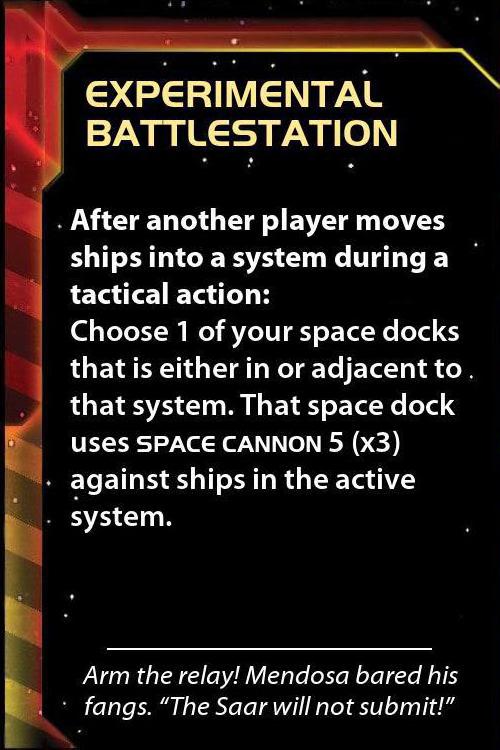 EXPERIMENTAL
BATTLESTATION
After another player moves
ships into a system during a
tactical action:
Choose 1 of your space docks
that is either in or adjacent to
that system. That space dock
uses SPACE CANNON 5 (x3)
against ships in the active
system.
Arm the relay! Mendosa bared his
fangs. “The Saar will not submit!”